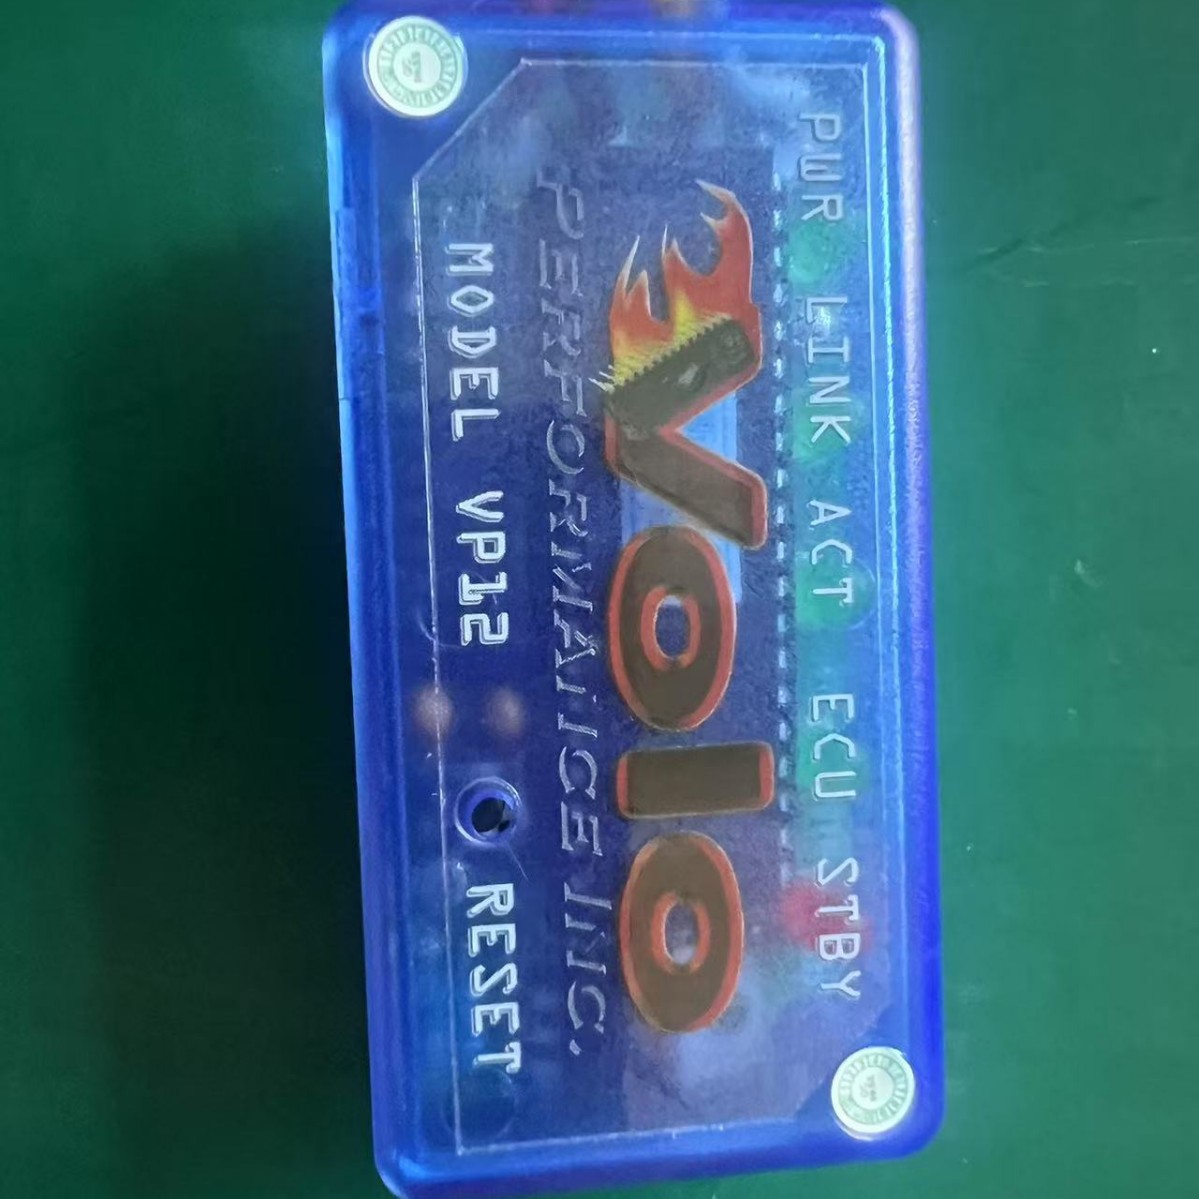 PWR LINK ACT ECU STBY
Volo
PERFORMANCE INC.
MODEL VP12 RESET